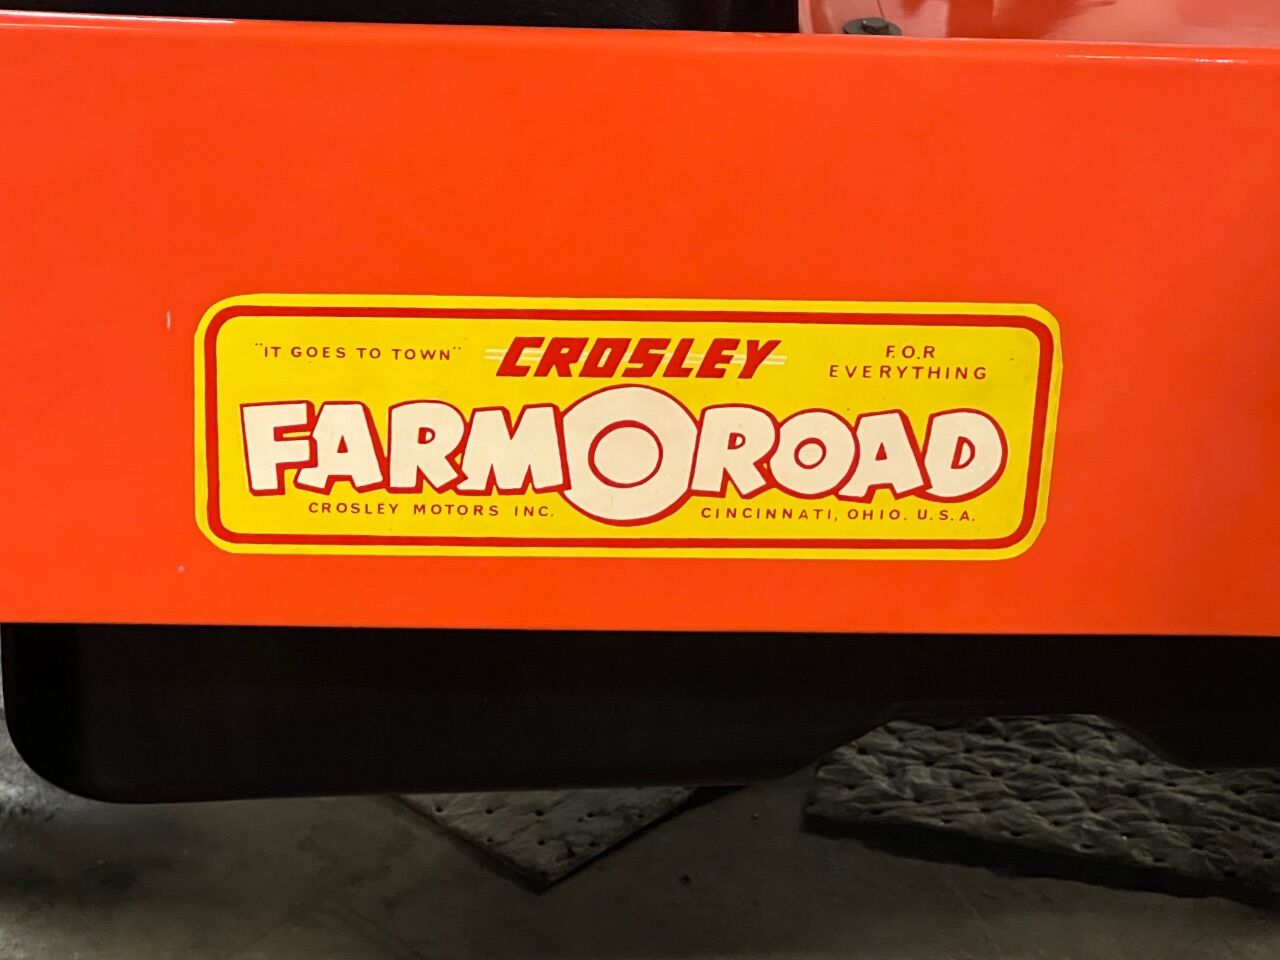 "IT GOES TO TOWN"
CROSLEY
F.O.R
EVERYTHING
FARMOROAD
CROSLEY MOTORS INC.
CINCINNATI, OHIO. U.S.A.